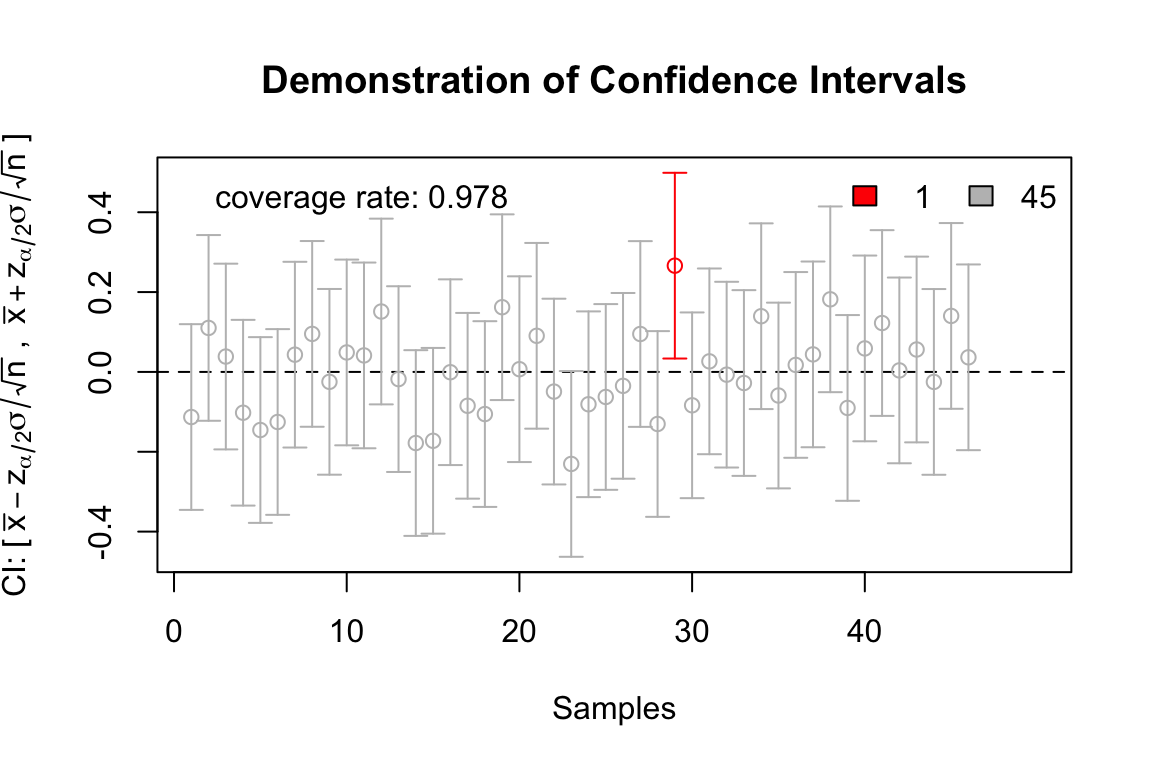 Demonstration of Confidence Intervals
CI: [ x̅ − zα/2σ/√n , x̅ + zα/2σ/√n ]
coverage rate: 0.978
1
45
0.4
0.2
0.0
-0.4
0 10 20 30 40
Samples